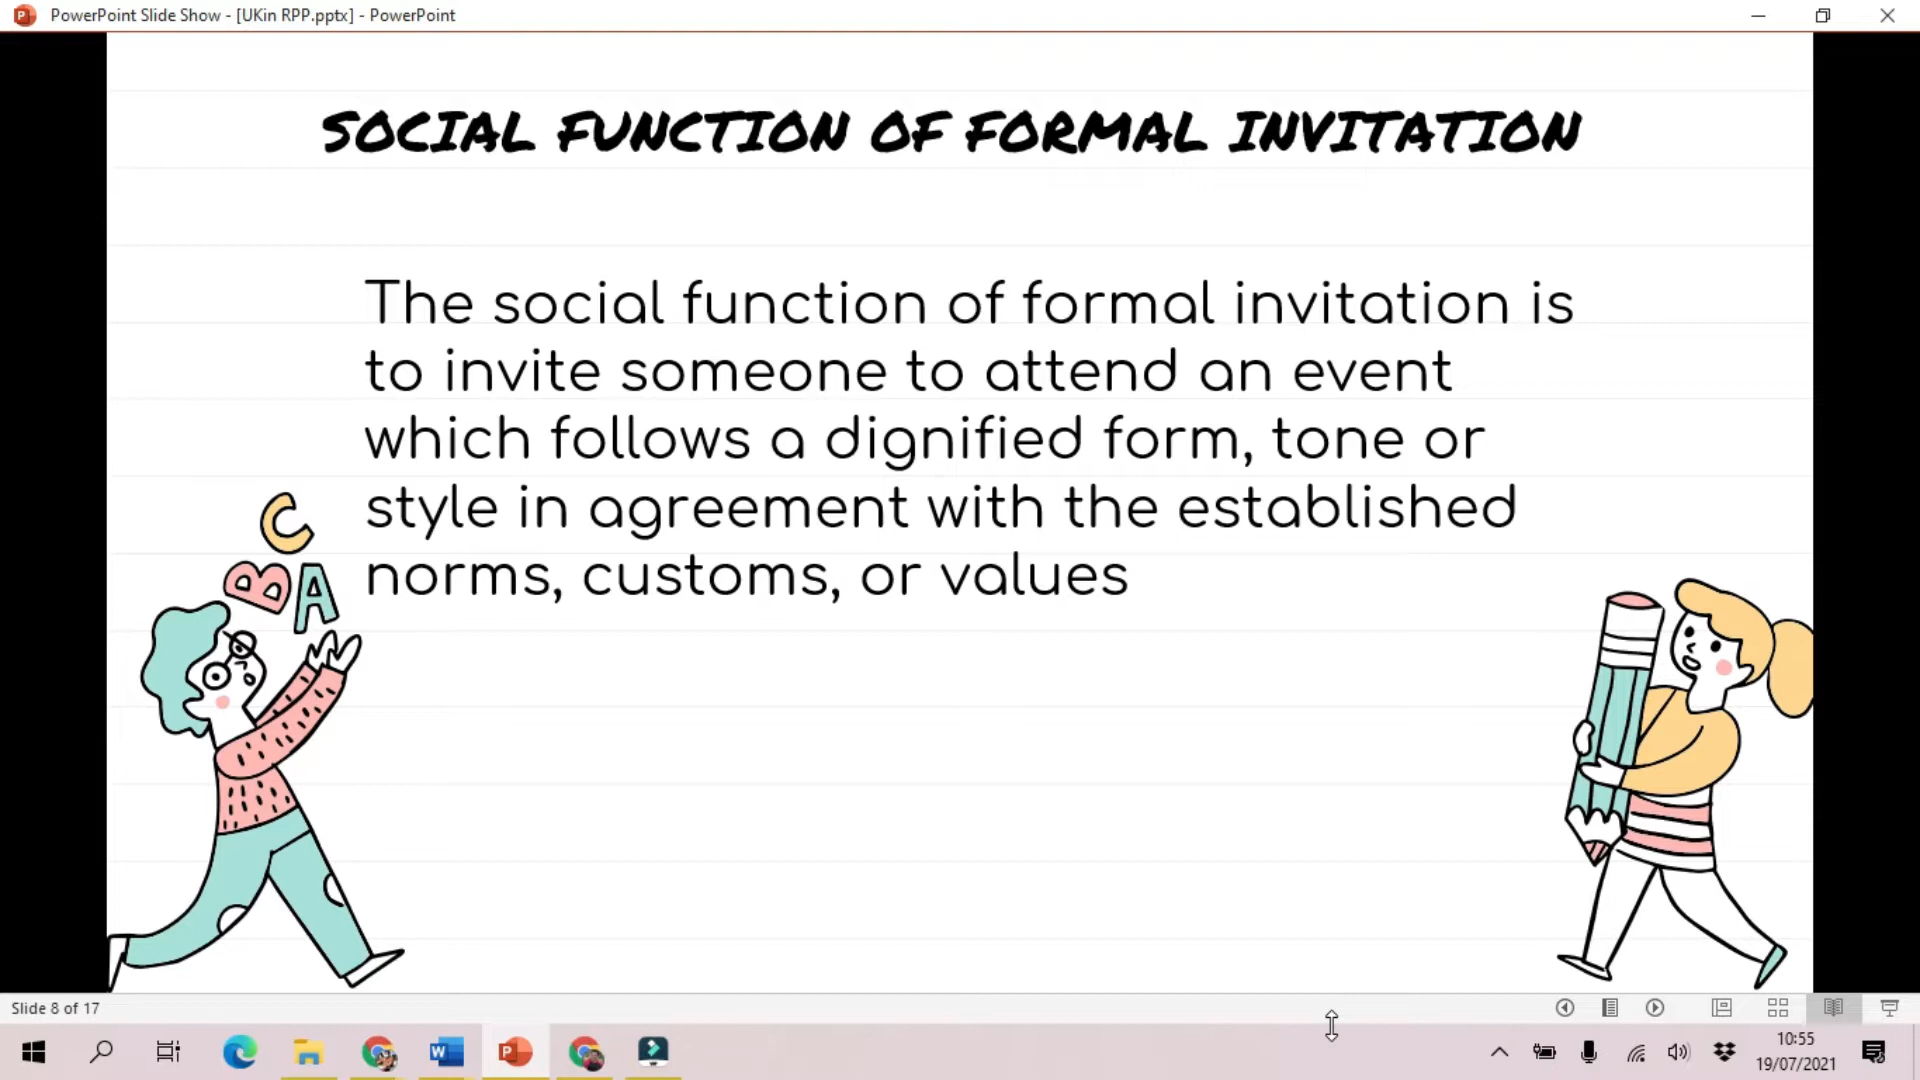 PowerPoint Slide Show - [UKin RPP.pptx] - PowerPoint
SOCIAL FUNCTION OF FORMAL INVITATION
The social function of formal invitation is
to invite someone to attend an event
which follows a dignified form, tone or
style in agreement with the established
norms, customs, or values
C
B A
Slide 8 of 17
10:55
19/07/2021